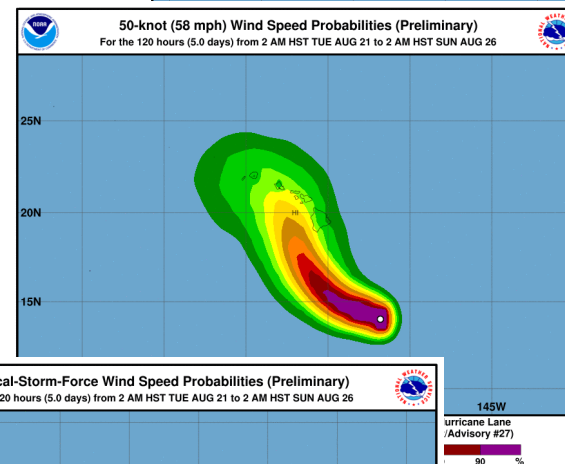 NOAA
50-knot (58 mph) Wind Speed Probabilities (Preliminary)
For the 120 hours (5.0 days) from 2 AM HST TUE AUG 21 to 2 AM HST SUN AUG 26
25N
20N
HI
15N
cal-Storm-Force Wind Speed Probabilities (Preliminary)
20 hours (5.0 days) from 2 AM HST TUE AUG 21 to 2 AM HST SUN AUG 26
145W
urricane Lane
/Advisory #27)
90 %